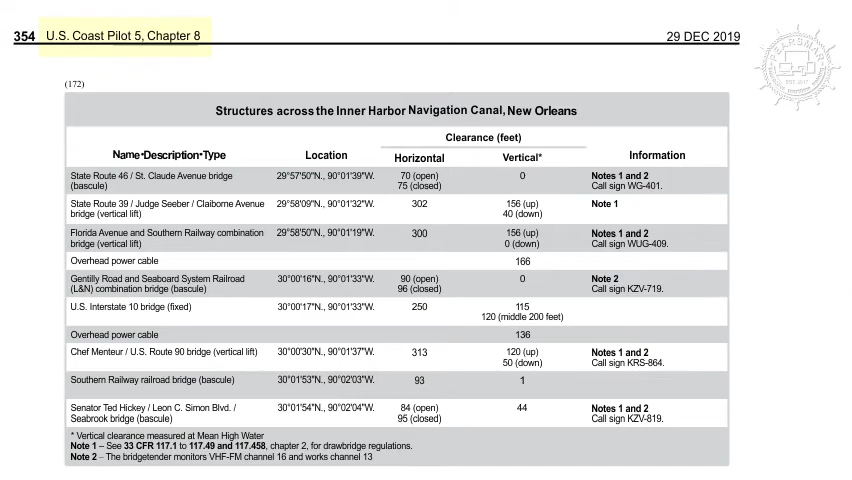 354 U.S. Coast Pilot 5, Chapter 8 29 DEC 2019
PEARSMAR
EST. 2017
(172)
Structures across the Inner Harbor Navigation Canal, New Orleans
Clearance (feet)
Name•Description•Type Location Horizontal Vertical* Information
State Route 46 / St. Claude Avenue bridge 29°57'50"N., 90°01'39"W. 70 (open) 0 Notes 1 and 2
(bascule) 75 (closed) Call sign WG-401.
State Route 39 / Judge Seeber / Claiborne Avenue 29°58'09"N., 90°01'32"W. 302 156 (up) Note 1
bridge (vertical lift) 40 (down)
Florida Avenue and Southern Railway combination 29°58'50"N., 90°01'19"W. 300 156 (up) Notes 1 and 2
bridge (vertical lift) 0 (down) Call sign WUG-409.
Overhead power cable 166
Gentilly Road and Seaboard System Railroad 30°00'16"N., 90°01'33"W. 90 (open) 0 Note 2
(L&N) combination bridge (bascule) 96 (closed) Call sign KZV-719.
U.S. Interstate 10 bridge (fixed) 30°00'17"N., 90°01'33"W. 250 115
120 (middle 200 feet)
Overhead power cable 136
Chef Menteur / U.S. Route 90 bridge (vertical lift) 30°00'30"N., 90°01'37"W. 313 120 (up) Notes 1 and 2
50 (down) Call sign KRS-864.
Southern Railway railroad bridge (bascule) 30°01'53"N., 90°02'03"W. 93 1
Senator Ted Hickey / Leon C. Simon Blvd. / 30°01'54"N., 90°02'04"W. 84 (open) 44 Notes 1 and 2
Seabrook bridge (bascule) 95 (closed) Call sign KZV-819.
* Vertical clearance measured at Mean High Water
Note 1 – See 33 CFR 117.1 to 117.49 and 117.458, chapter 2, for drawbridge regulations.
Note 2 – The bridgetender monitors VHF-FM channel 16 and works channel 13